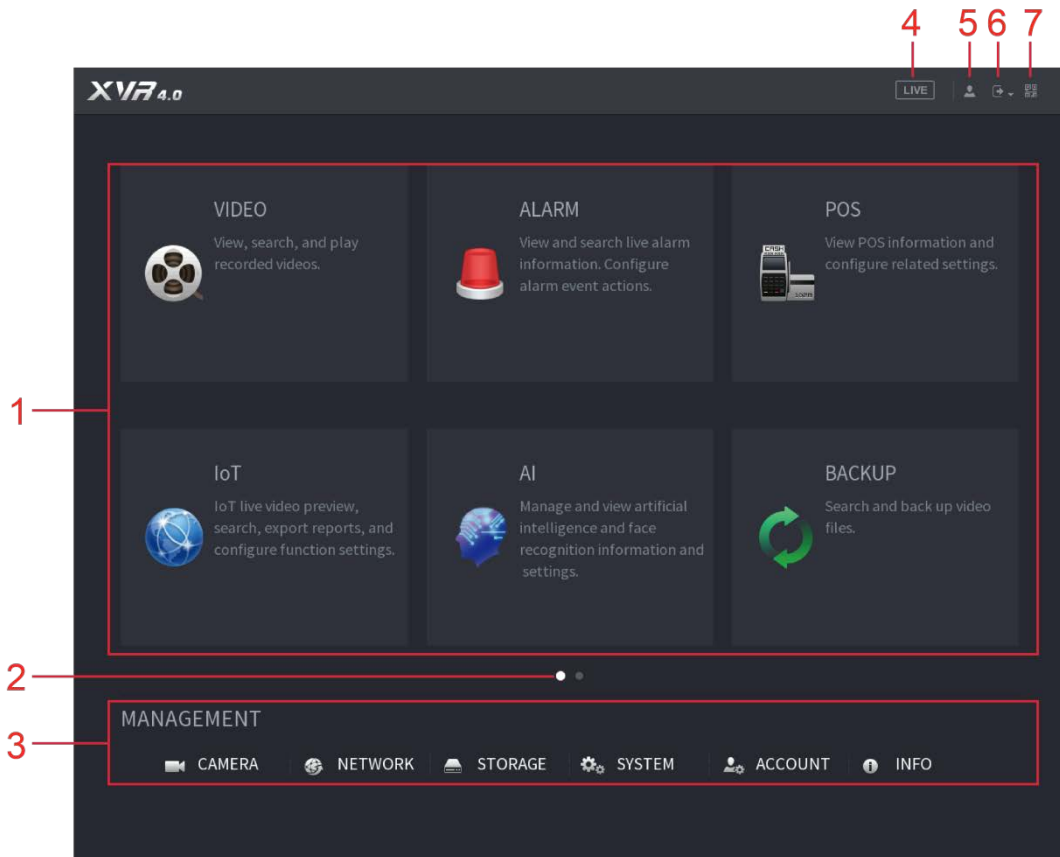 4 5 6 7
XVR 4.0
LIVE
VIDEO
View, search, and play
recorded videos.
ALARM
View and search live alarm
information. Configure
alarm event actions.
POS
View POS information and
configure related settings.
CASH
1
IoT
IoT live video preview,
search, export reports, and
configure function settings.
AI
Manage and view artificial
intelligence and face
recognition information and
settings.
BACKUP
Search and back up video
files.
2
3
MANAGEMENT
CAMERA NETWORK STORAGE SYSTEM ACCOUNT INFO